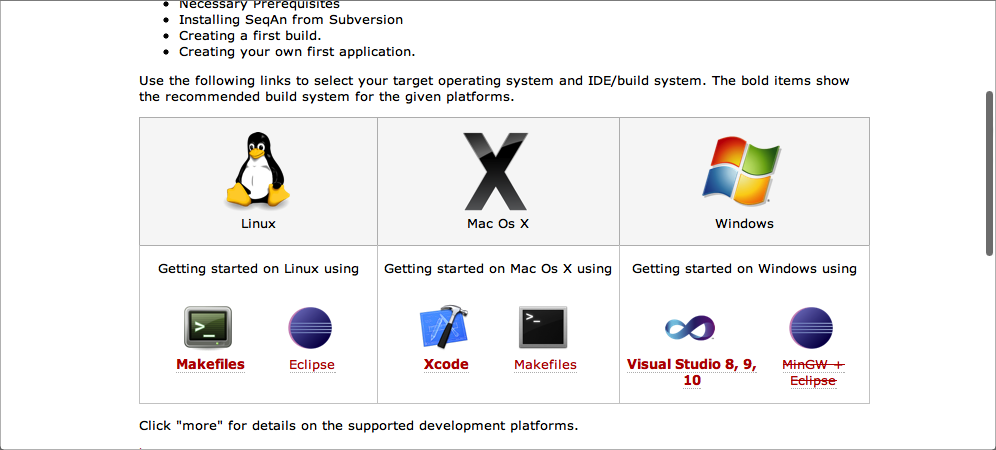 Necessary Prerequisites
Installing SeqAn from Subversion
Creating a first build.
Creating your own first application.
Use the following links to select your target operating system and IDE/build system. The bold items show
the recommended build system for the given platforms.
Linux
Mac Os X
Windows
Getting started on Linux using
Getting started on Mac Os X using
Getting started on Windows using
Makefiles
Eclipse
Xcode
Makefiles
Visual Studio 8, 9,
10
MinGW +
Eclipse
Click "more" for details on the supported development platforms.